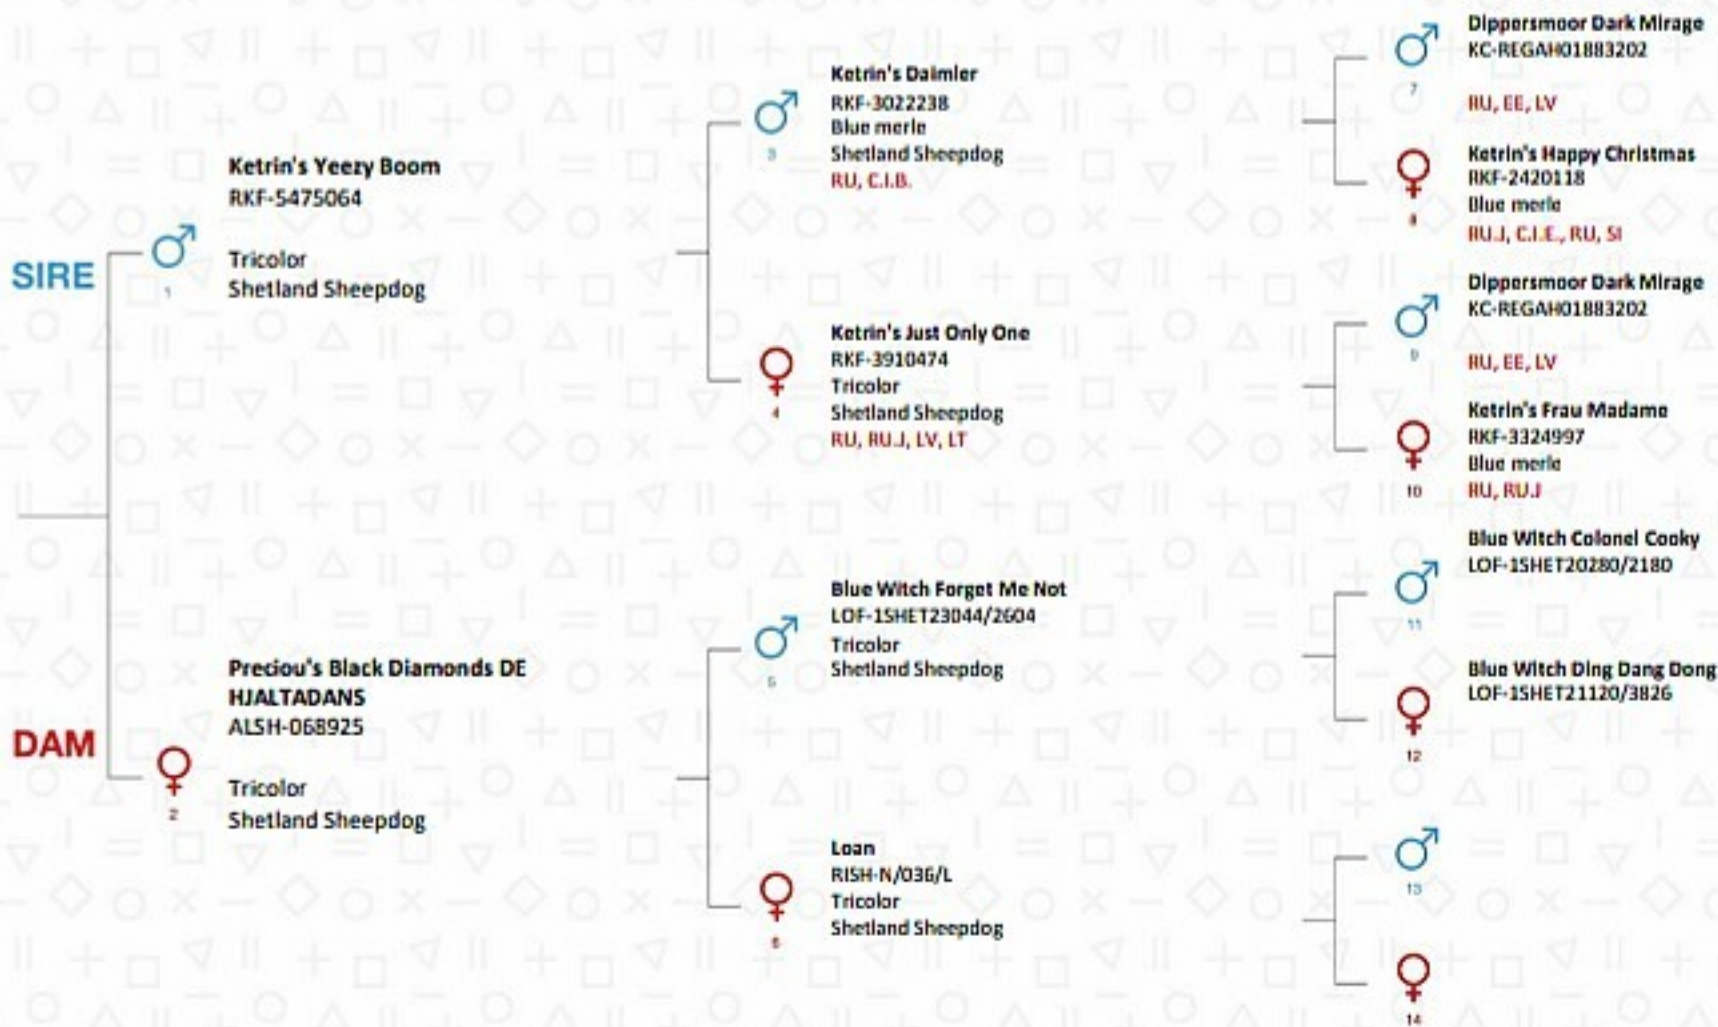 SIRE
1
Ketrin's Yeezy Boom
RKF-5475064
Tricolor
Shetland Sheepdog
DAM
2
Preciou's Black Diamonds DE
HJALTADANS
ALSH-068925
Tricolor
Shetland Sheepdog
3
Ketrin's Daimler
RKF-3022238
Blue merle
Shetland Sheepdog
RU, C.I.B.
4
Ketrin's Just Only One
RKF-3910474
Tricolor
Shetland Sheepdog
RU, RU.J, LV, LT
5
Blue Witch Forget Me Not
LOF-1SHET23044/2604
Tricolor
Shetland Sheepdog
6
Loan
RISH-N/036/L
Tricolor
Shetland Sheepdog
7
Dippersmoor Dark Mirage
KC-REGAH01883202
RU, EE, LV
8
Ketrin's Happy Christmas
RKF-2420118
Blue merle
RU.J, C.I.E., RU, SI
9
Dippersmoor Dark Mirage
KC-REGAH01883202
RU, EE, LV
10
Ketrin's Frau Madame
RKF-3324997
Blue merle
RU, RU.J
11
Blue Witch Colonel Cooky
LOF-1SHET20280/2180
12
Blue Witch Ding Dang Dong
LOF-1SHET21120/3826
13
14